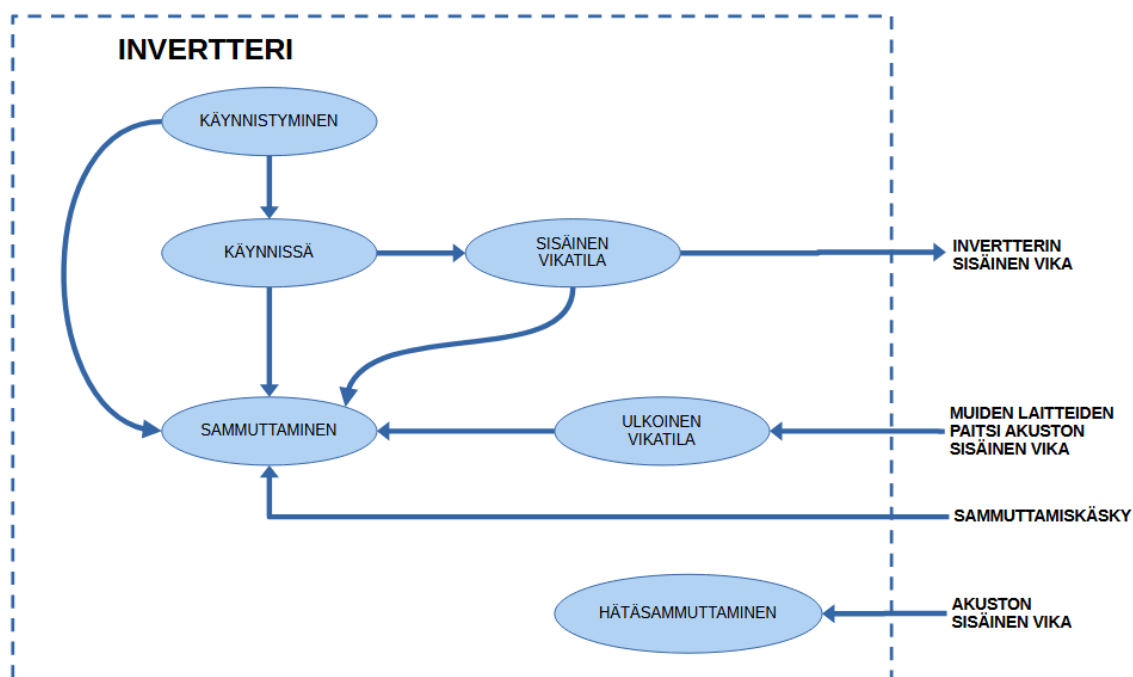 INVERTTERI
KÄYNNISTYMINEN
KÄYNNISSÄ
SISÄINEN
VIKATILA
INVERTTERIN
SISÄINEN VIKA
SAMMUTTAMINEN
ULKOINEN
VIKATILA
MUIDEN LAITTEIDEN
PAITSI AKUSTON
SISÄINEN VIKA
SAMMUTTAMISKÄSKY
HÄTÄSAMMUTTAMINEN
AKUSTON
SISÄINEN VIKA